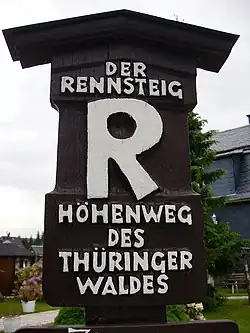 DER
RENNSTEIG
R
HÖHENWEG
DES
THÜRINGER
WALDES